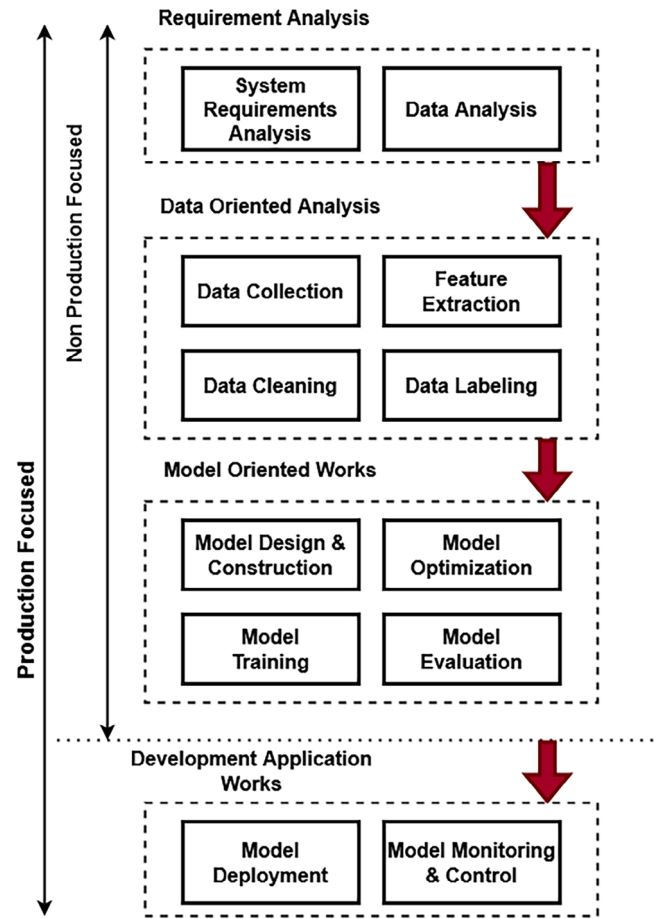 Requirement Analysis
System
Requirements
Analysis
Data Analysis
Data Oriented Analysis
Data Collection
Feature
Extraction
Data Cleaning
Data Labeling
Model Oriented Works
Model Design &
Construction
Model
Optimization
Model
Training
Model
Evaluation
Development Application
Works
Model
Deployment
Model Monitoring
& Control
Non Production Focused
Production Focused